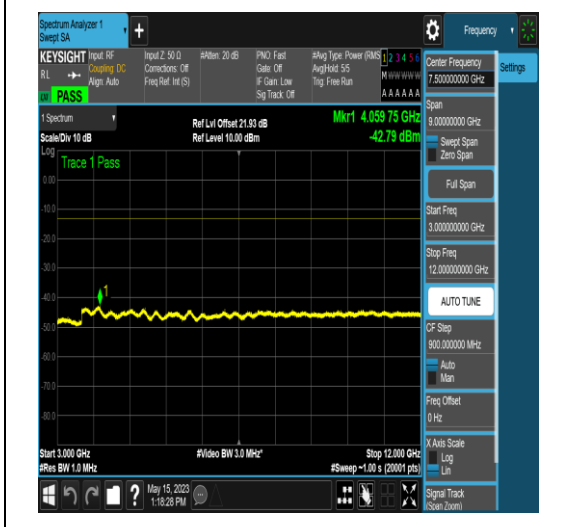 Spectrum Analyzer 1
Swept SA
+
Frequency
KEYSIGHT
RL
Input: RF
Coupling: DC
Align: Auto
Input Z: 50 Ω
Corrections: Off
Freq Ref: Int (S)
#Atten: 20 dB
PNO: Fast
Gate: Off
IF Gain: Low
Sig Track: Off
#Avg Type: Power (RMS
Avg|Hold: 5/5
Trig: Free Run
1 2 3 4 5 6
M W W W W W
A A A A A A
PASS
1 Spectrum
Scale/Div 10 dB
Ref Lvl Offset 21.93 dB
Ref Level 10.00 dBm
Mkr1 4.059 75 GHz
-42.79 dBm
Log
Trace 1 Pass
0.00
-10.0
-20.0
-30.0
-40.0
-50.0
-60.0
-70.0
-80.0
1
Start 3.000 GHz
#Res BW 1.0 MHz
#Video BW 3.0 MHz*
Stop 12.000 GHz
#Sweep ~1.00 s (20001 pts)
Center Frequency
7.500000000 GHz
Settings
Span
9.00000000 GHz
Swept Span
Zero Span
Full Span
Start Freq
3.000000000 GHz
Stop Freq
12.000000000 GHz
AUTO TUNE
CF Step
900.000000 MHz
Auto
Man
Freq Offset
0 Hz
X Axis Scale
Log
Lin
Signal Track
(Span Zoom)
?
May 15, 2023
1:18:28 PM